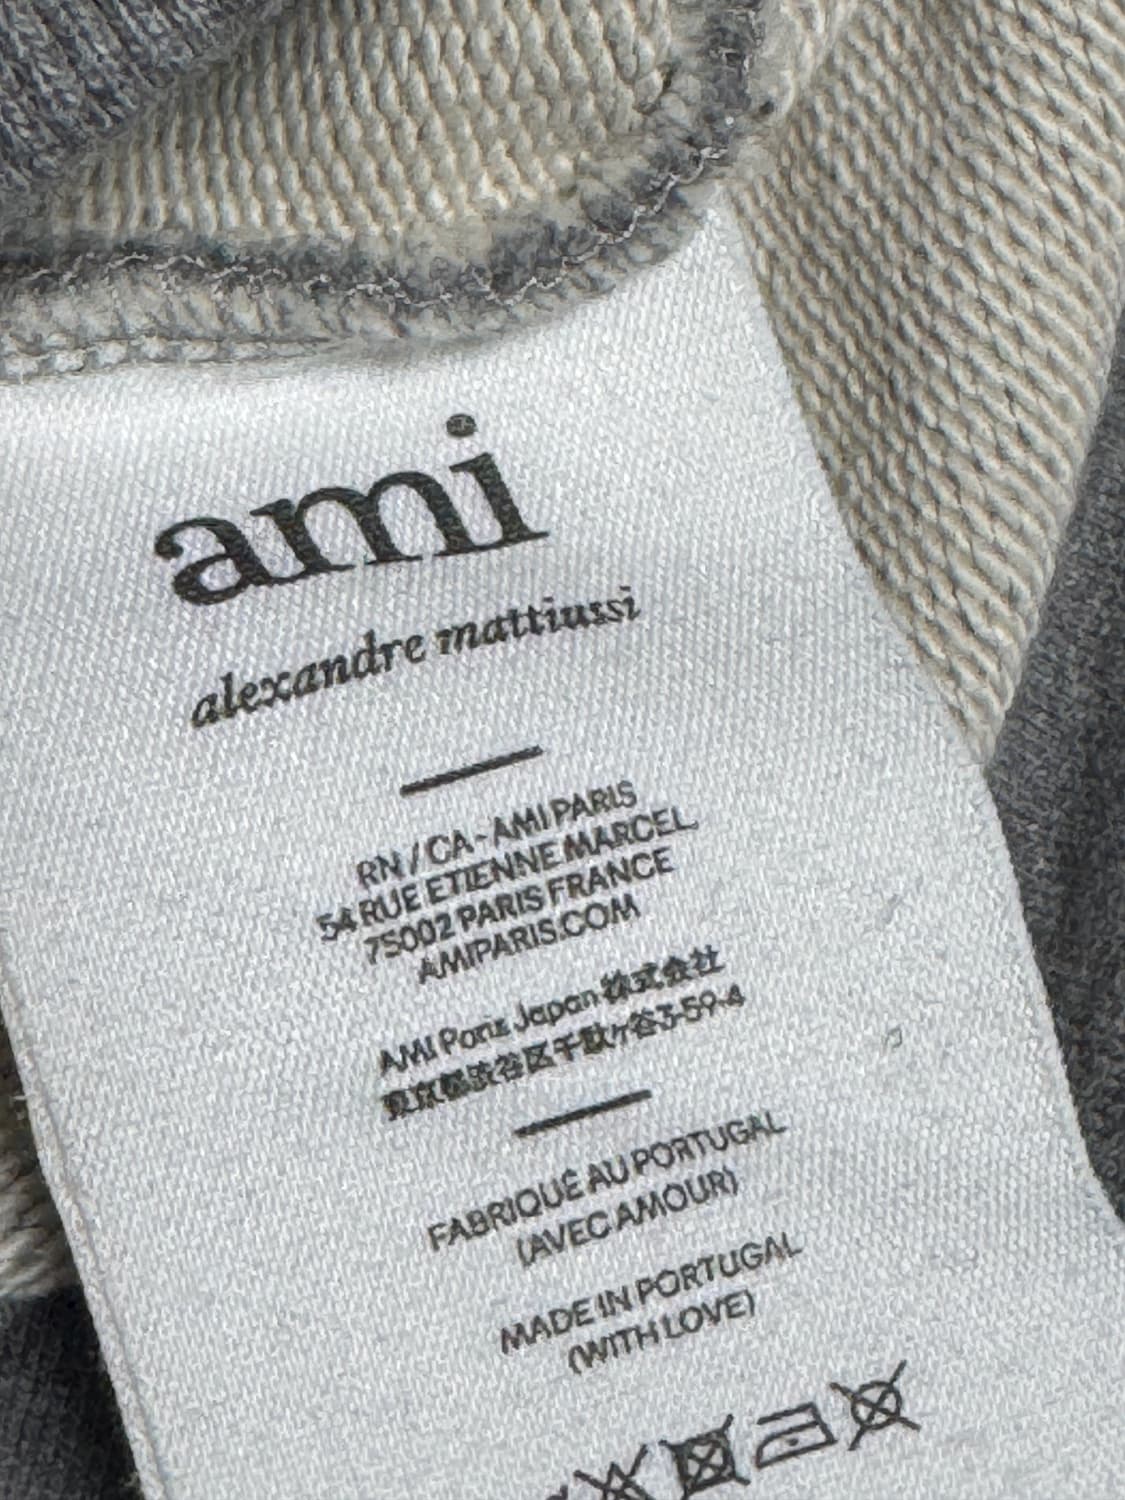 ami
alexandre mattiussi
RN / CA - AMI PARIS
54 RUE ETIENNE MARCEL
75002 PARIS FRANCE
AMIPARIS.COM
AMI Paris Japan 株式会社
東京都渋谷区千駄ヶ谷3-59-4
FABRIQUÉ AU PORTUGAL
(AVEC AMOUR)
MADE IN PORTUGAL
(WITH LOVE)